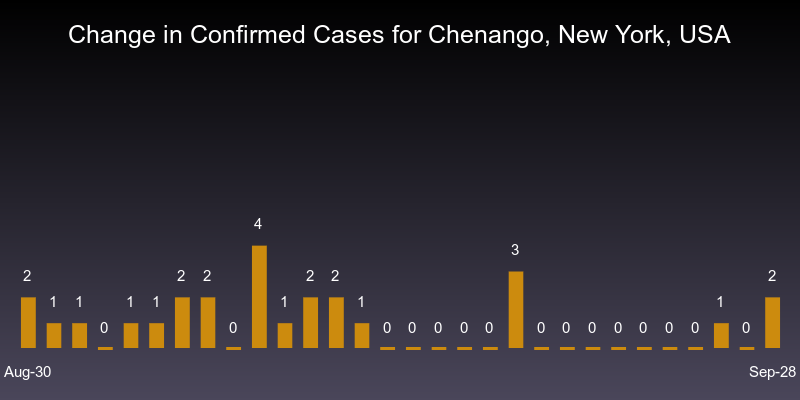 Change in Confirmed Cases for Chenango, New York, USA
4
3
2 1 1 0 1 1 2 2 0 1 2 2 1 0 0 0 0 0 0 0 0 0 0 0 0 1 0 2
Aug-30 Sep-28